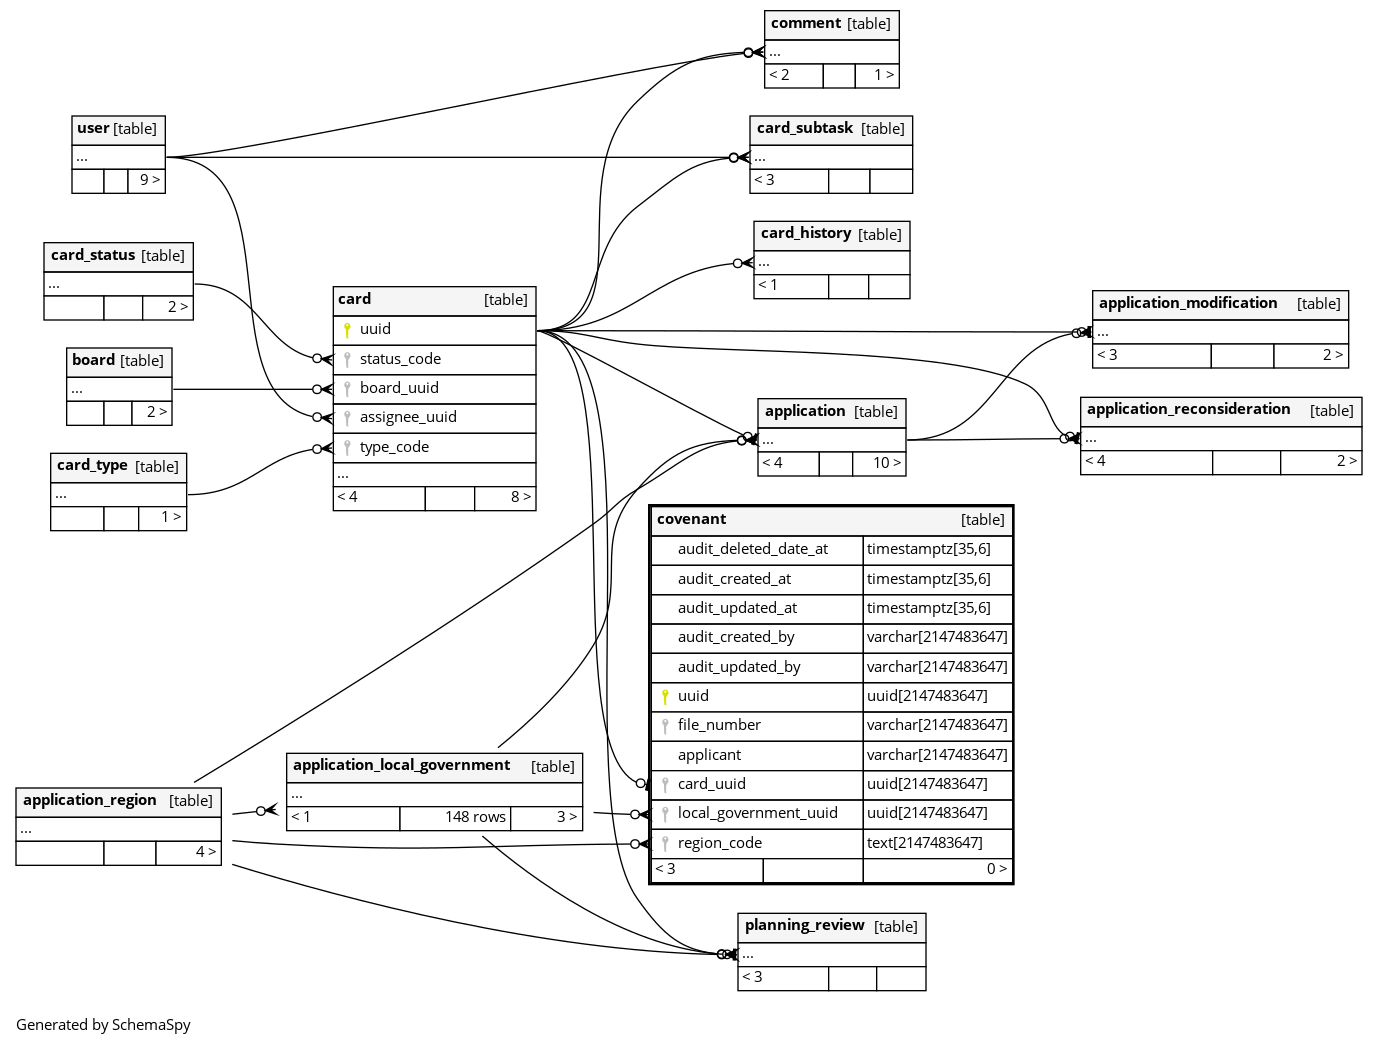 comment [table]
...
< 2 1 >
user [table]
...
9 >
card_subtask [table]
...
< 3
card_history [table]
...
< 1
card_status [table]
...
2 >
card [table]
uuid
status_code
board_uuid
assignee_uuid
type_code
...
< 4 8 >
application_modification [table]
...
< 3 2 >
board [table]
...
2 >
application [table]
...
< 4 10 >
application_reconsideration [table]
...
< 4 2 >
card_type [table]
...
1 >
covenant [table]
audit_deleted_date_at timestamptz[35,6]
audit_created_at timestamptz[35,6]
audit_updated_at timestamptz[35,6]
audit_created_by varchar[2147483647]
audit_updated_by varchar[2147483647]
uuid uuid[2147483647]
file_number varchar[2147483647]
applicant varchar[2147483647]
card_uuid uuid[2147483647]
local_government_uuid uuid[2147483647]
region_code text[2147483647]
< 3 0 >
application_local_government [table]
...
< 1 148 rows 3 >
application_region [table]
...
4 >
planning_review [table]
...
< 3
Generated by SchemaSpy